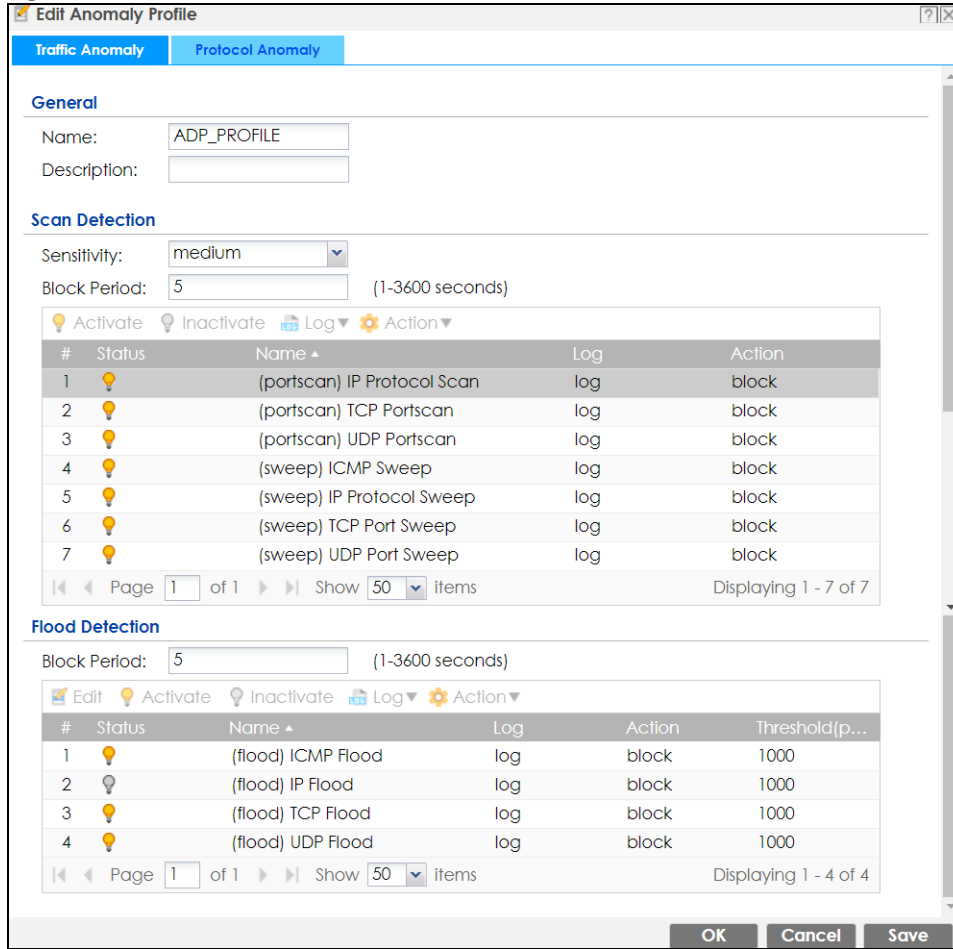 Edit Anomaly Profile
Traffic Anomaly Protocol Anomaly
General
Name: ADP_PROFILE
Description:
Scan Detection
Sensitivity: medium
Block Period: 5 (1-3600 seconds)
Activate Inactivate Log Action
# Status Name Log Action
1 (portscan) IP Protocol Scan log block
2 (portscan) TCP Portscan log block
3 (portscan) UDP Portscan log block
4 (sweep) ICMP Sweep log block
5 (sweep) IP Protocol Sweep log block
6 (sweep) TCP Port Sweep log block
7 (sweep) UDP Port Sweep log block
Page 1 of 1 Show 50 items Displaying 1 - 7 of 7
Flood Detection
Block Period: 5 (1-3600 seconds)
Edit Activate Inactivate Log Action
# Status Name Log Action Threshold(p...
1 (flood) ICMP Flood log block 1000
2 (flood) IP Flood log block 1000
3 (flood) TCP Flood log block 1000
4 (flood) UDP Flood log block 1000
Page 1 of 1 Show 50 items Displaying 1 - 4 of 4
OK Cancel Save